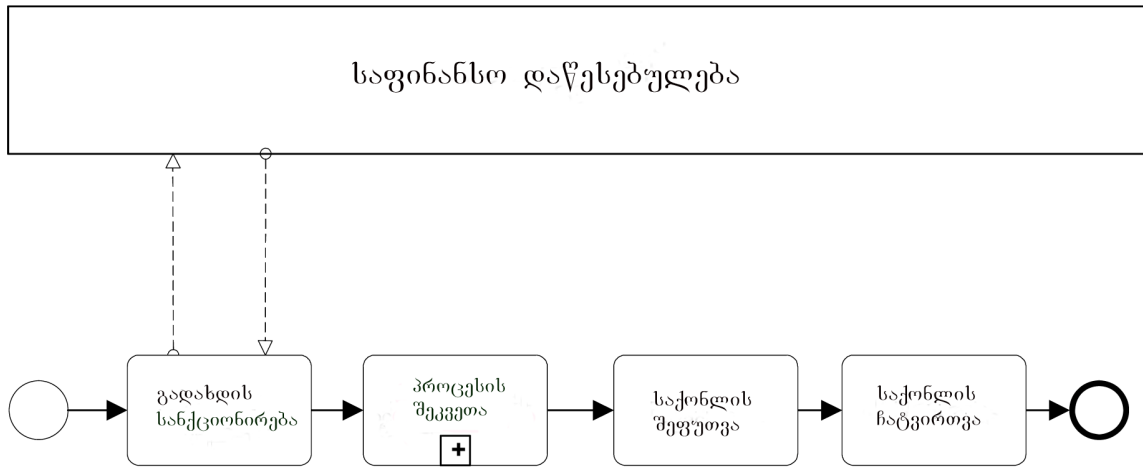 საფინანსო დაწესებულება
გადახდის
სანქციონირება
პროცესის
შეკვეთა
საქონლის
შეფუთვა
საქონლის
ჩატვირთვა